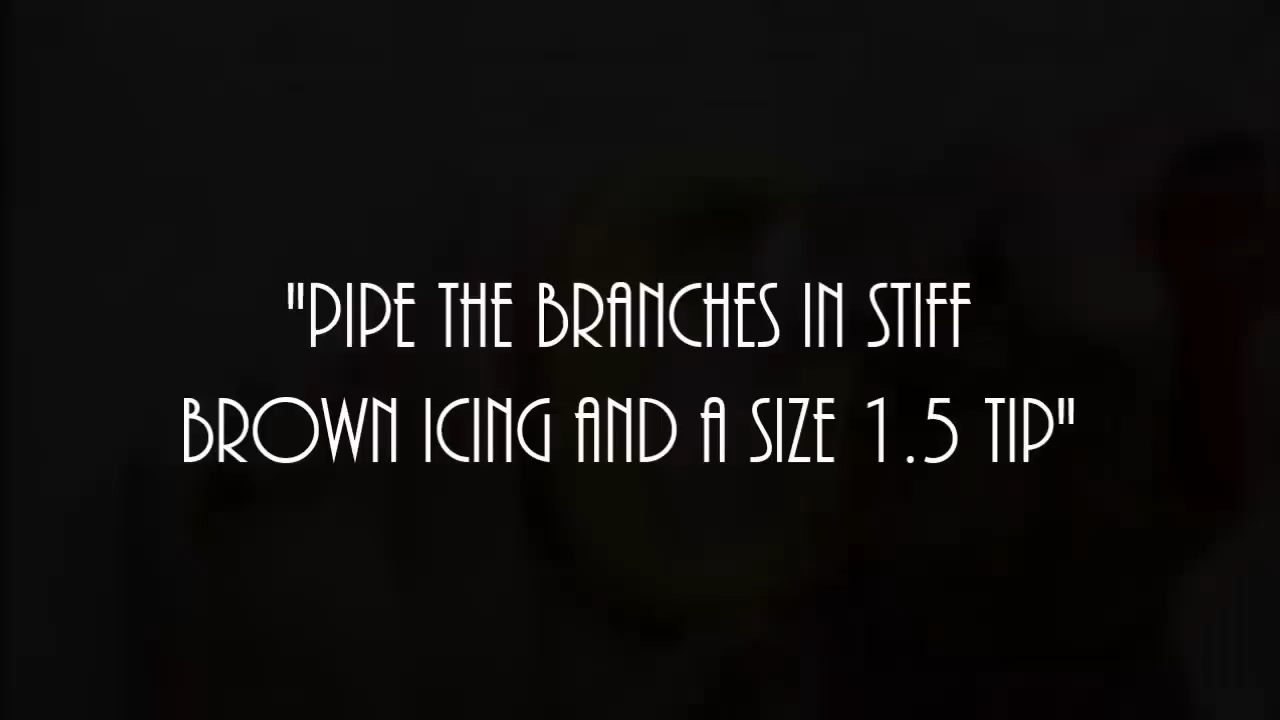 "PIPE THE BRANCHES IN STIFF
BROWN ICING AND A SIZE 1.5 TIP"